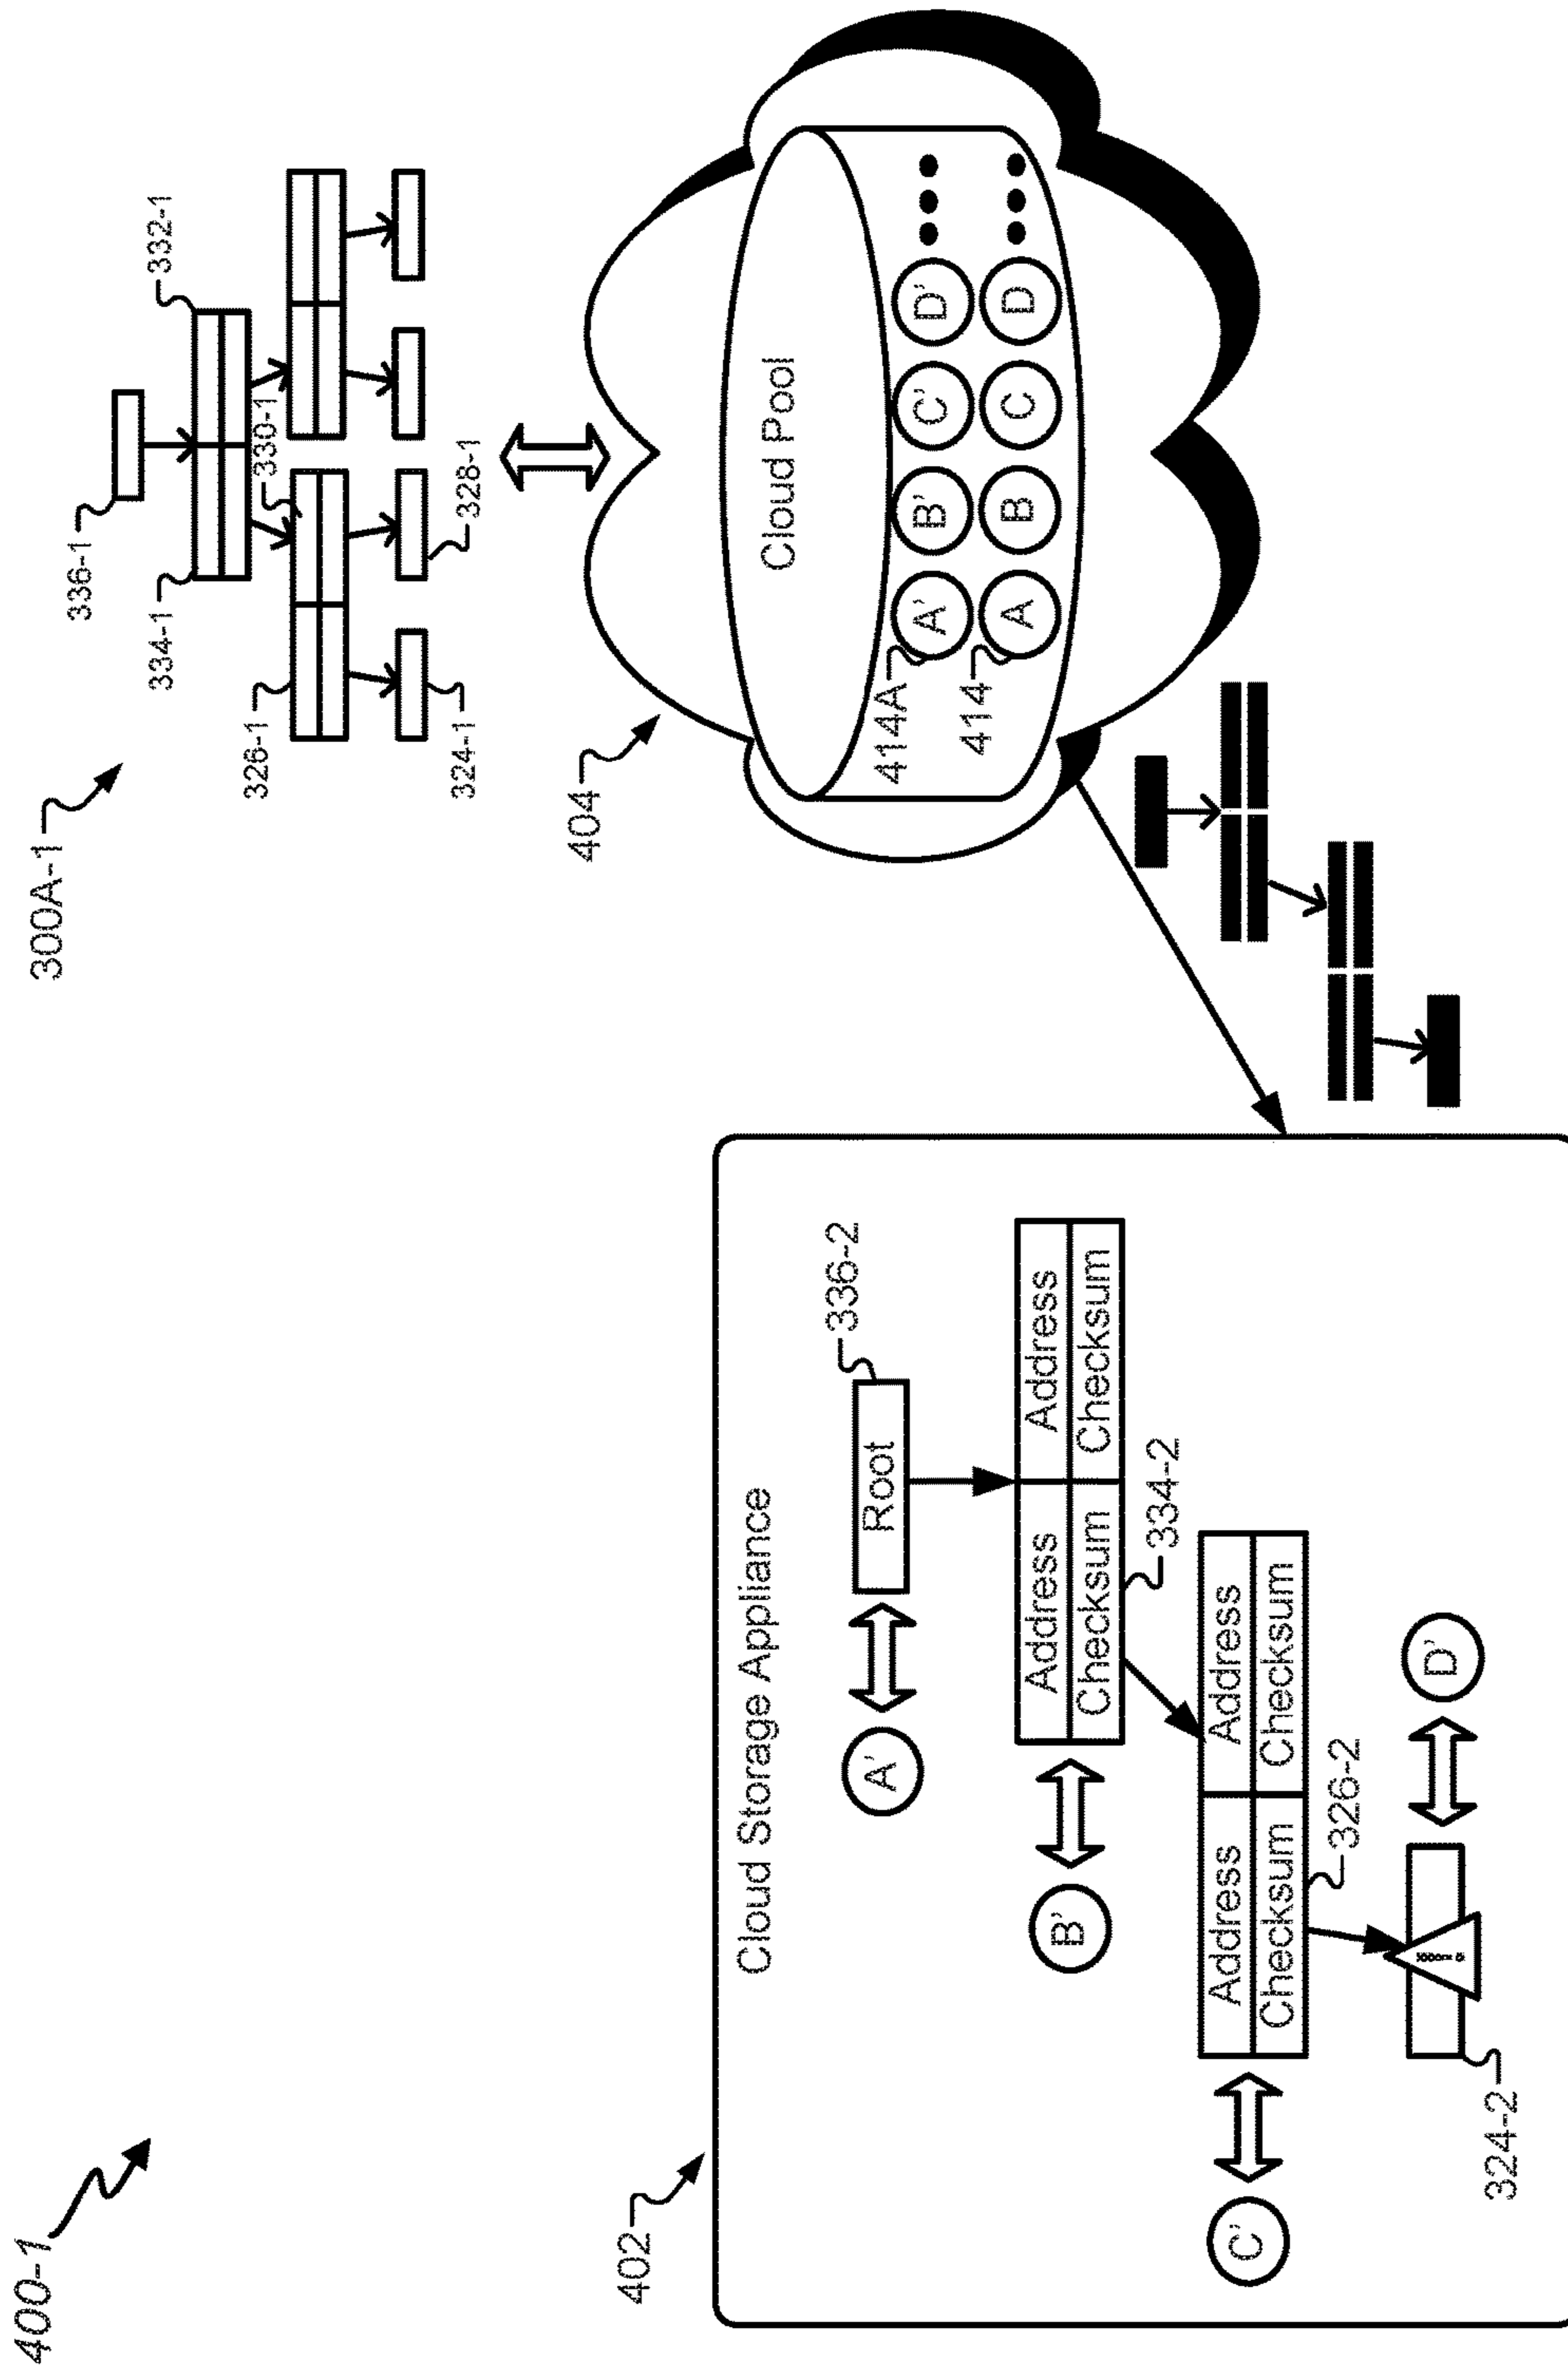 400-1
300A-1
336-1
334-1
332-1
326-1
330-1
324-1
328-1
404
Cloud Pool
414A
A' B' C' D'
414
A B C D
402
Cloud Storage Appliance
336-2
A' Root
Address Address
B'
Checksum Checksum
334-2
Address Address
C'
Checksum Checksum
326-2
D'
324-2